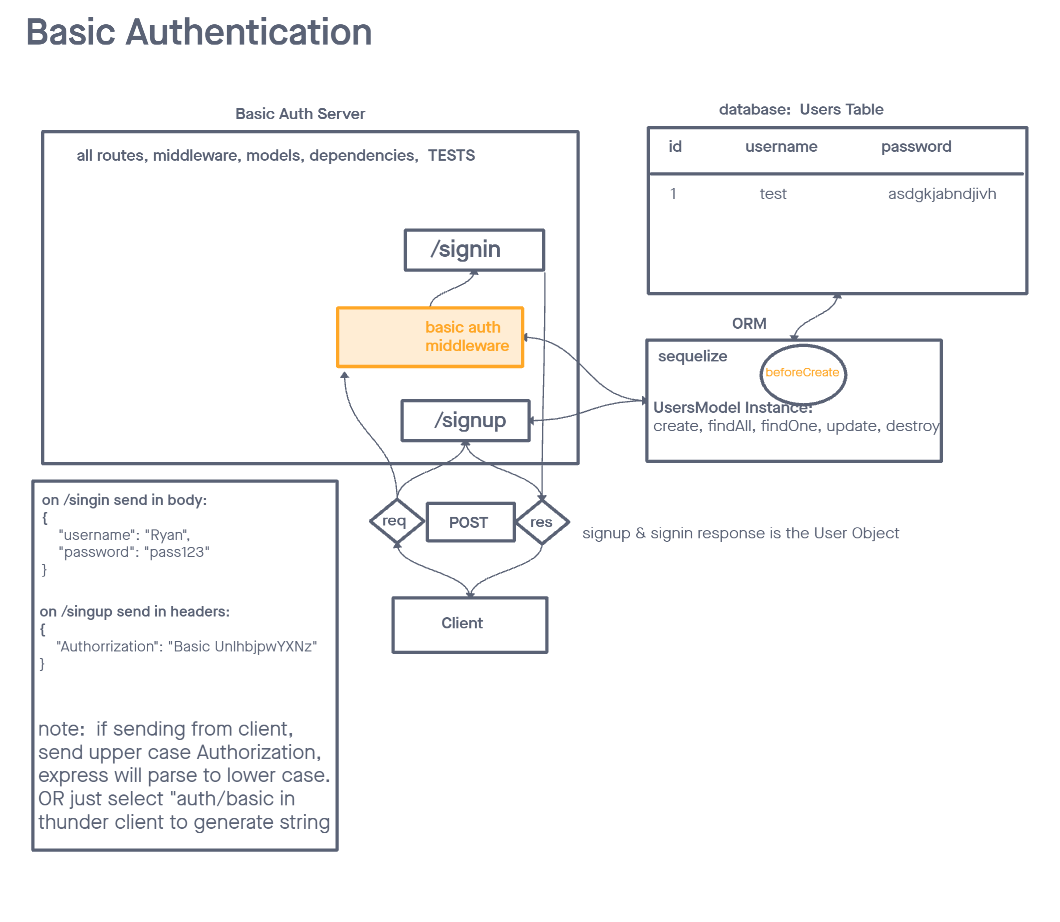 Basic Authentication
Basic Auth Server
all routes, middleware, models, dependencies,  TESTS
/signin
basic auth
middleware
/signup
database:  Users Table
id username password
1 test asdgkjabndjivh
ORM
sequelize
beforeCreate
UsersModel Instance:
create, findAll, findOne, update, destroy
req
POST
res
signup & signin response is the User Object
Client
on /singin send in body:
{
"username": "Ryan",
"password": "pass123"
}
on /singup send in headers:
{
"Authorrization": "Basic UnlhbjpwYXNz"
}
note:  if sending from client,
send upper case Authorization,
express will parse to lower case.
OR just select "auth/basic in
thunder client to generate string